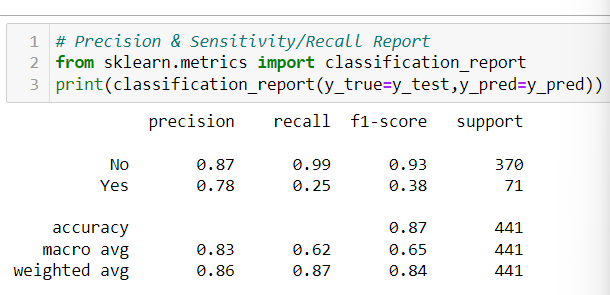 1 # Precision & Sensitivity/Recall Report
2 from sklearn.metrics import classification_report
3 print(classification_report(y_true=y_test,y_pred=y_pred))
precision recall f1-score support
No 0.87 0.99 0.93 370
Yes 0.78 0.25 0.38 71
accuracy 0.87 441
macro avg 0.83 0.62 0.65 441
weighted avg 0.86 0.87 0.84 441